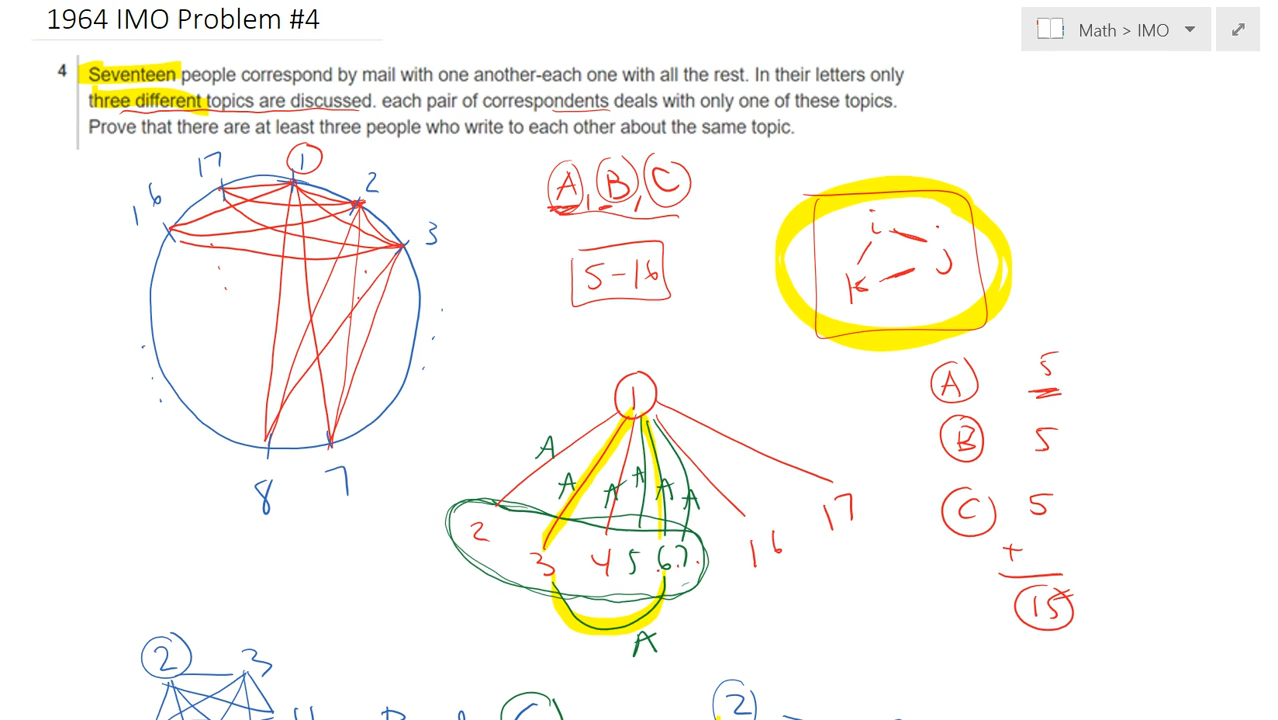 1964 IMO Problem #4
Math > IMO
4 Seventeen people correspond by mail with one another-each one with all the rest. In their letters only
three different topics are discussed. each pair of correspondents deals with only one of these topics.
Prove that there are at least three people who write to each other about the same topic.
17 1 2
16 3
8 7
A, B, C
5-16
i j
k
A 5
B 5
C 5
+
15
1
A A A A A A
2 3 4 5 6 7 16 17
A
2 3
2